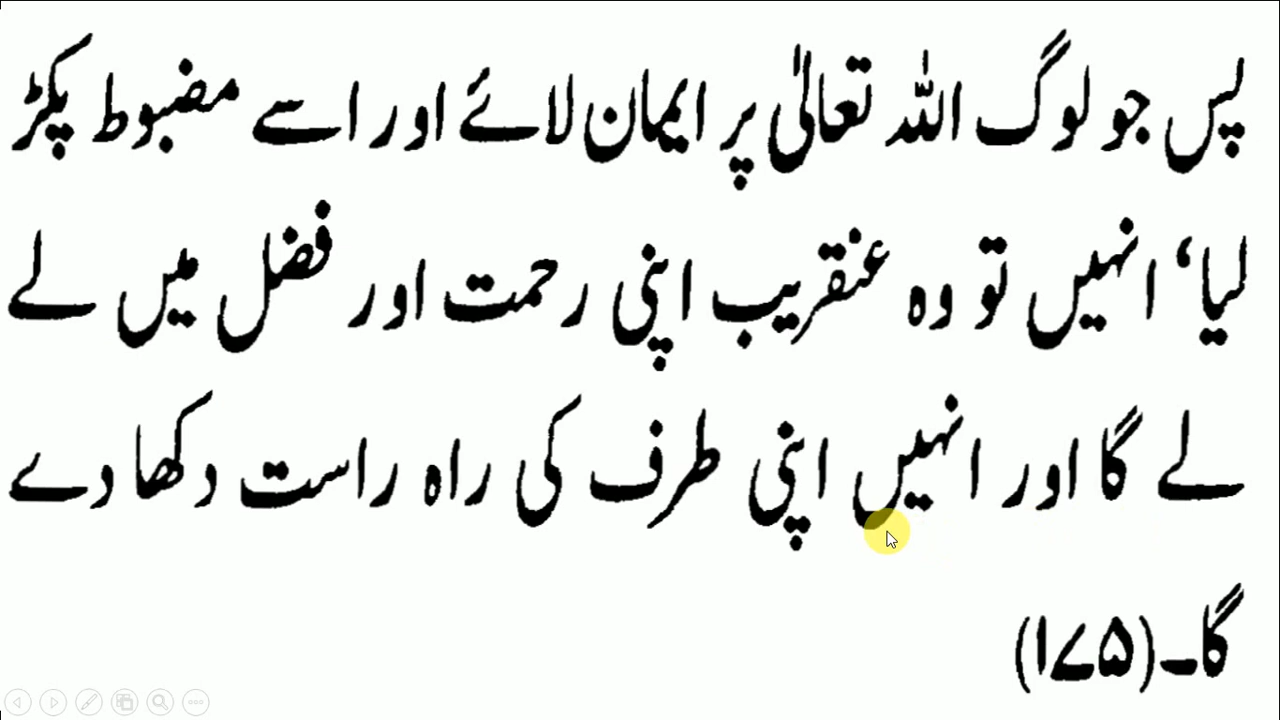 پس جو لوگ اللہ تعالیٰ پر ایمان لائے اور اسے مضبوط پکڑ
لیا‘ انہیں تو وہ عنقریب اپنی رحمت اور فضل میں لے
لے گا اور انہیں اپنی طرف کی راہ راست دکھا دے
گا۔(۱۷۵)